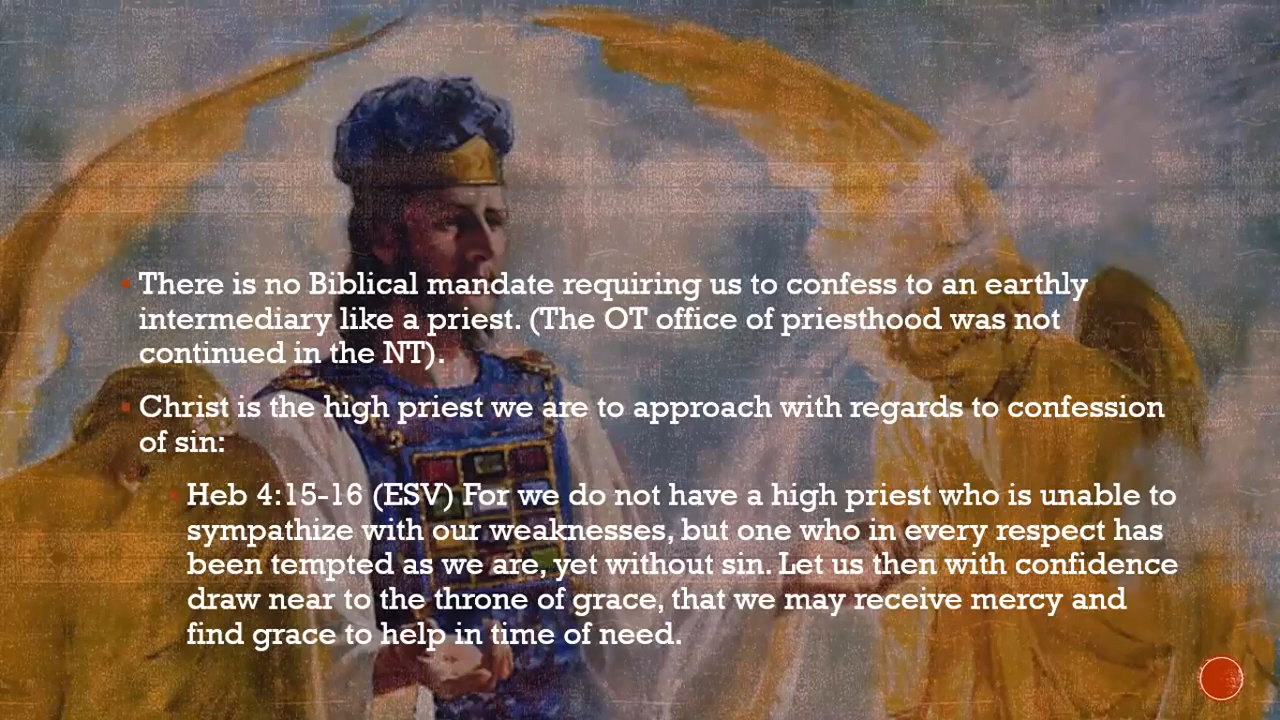 There is no Biblical mandate requiring us to confess to an earthly
intermediary like a priest. (The OT office of priesthood was not
continued in the NT).
Christ is the high priest we are to approach with regards to confession
of sin:
Heb 4:15-16 (ESV) For we do not have a high priest who is unable to
sympathize with our weaknesses, but one who in every respect has
been tempted as we are, yet without sin. Let us then with confidence
draw near to the throne of grace, that we may receive mercy and
find grace to help in time of need.